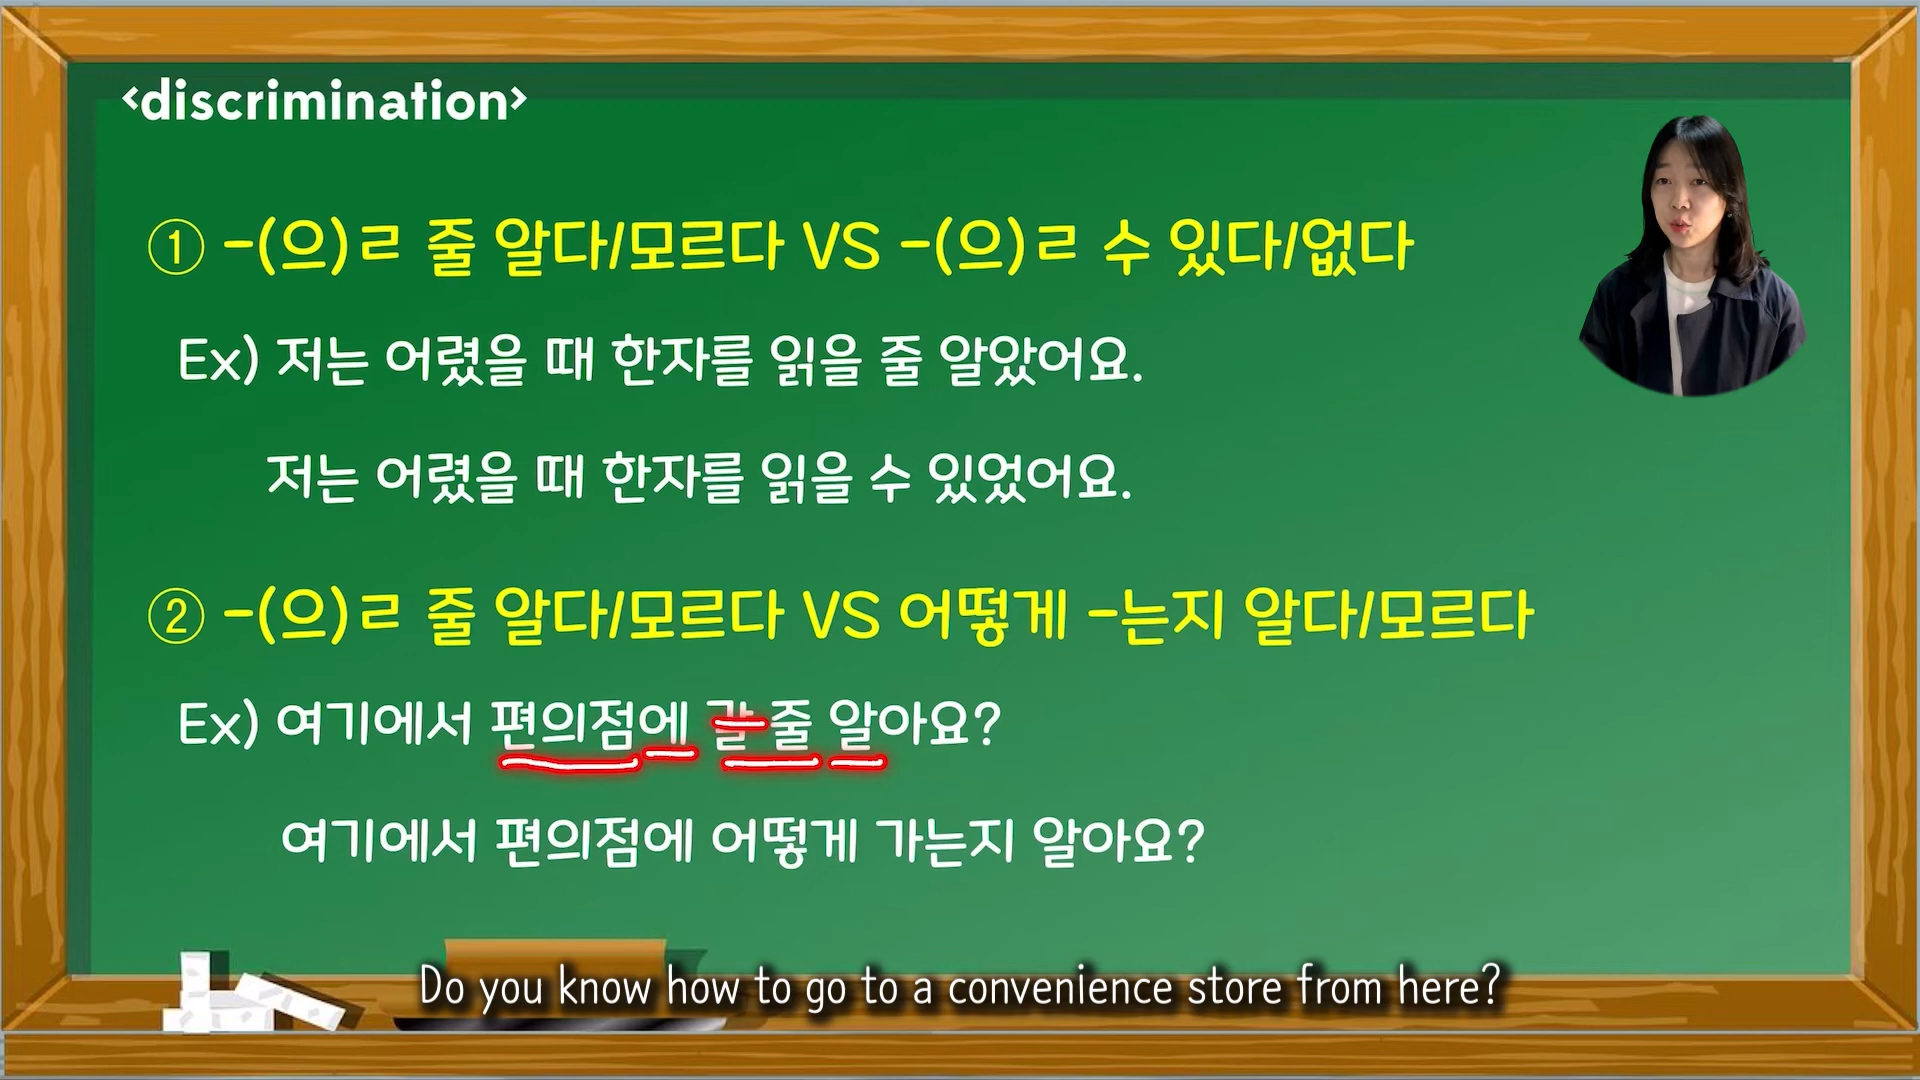 <discrimination>
① -(으)ㄹ 줄 알다/모르다 VS -(으)ㄹ 수 있다/없다
Ex) 저는 어렸을 때 한자를 읽을 줄 알았어요.
저는 어렸을 때 한자를 읽을 수 있었어요.
② -(으)ㄹ 줄 알다/모르다 VS 어떻게 -는지 알다/모르다
Ex) 여기에서 편의점에 갈 줄 알아요?
여기에서 편의점에 어떻게 가는지 알아요?
Do you know how to go to a convenience store from here?